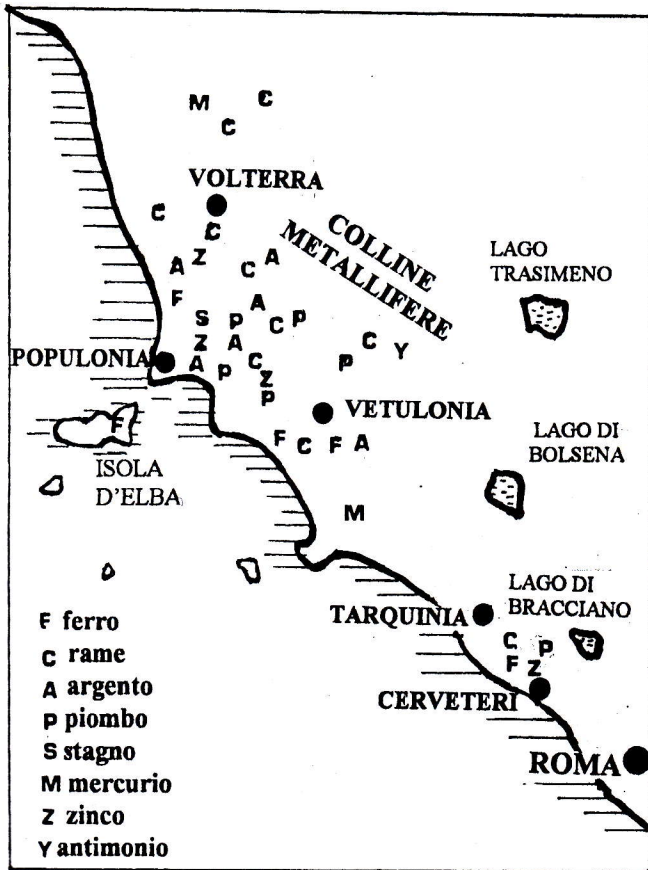 M C
C
VOLTERRA
C
C
A Z
C A
COLLINE
METALLIFERE
LAGO
TRASIMENO
F
S P A
C P
Z A
C Y
P
POPULONIA
A P C
Z
P
VETULONIA
F
F C F A
ISOLA
D'ELBA
LAGO DI
BOLSENA
M
LAGO DI
BRACCIANO
TARQUINIA
C P
F Z
CERVETERI
ROMA
F ferro
C rame
A argento
P piombo
S stagno
M mercurio
Z zinco
Y antimonio